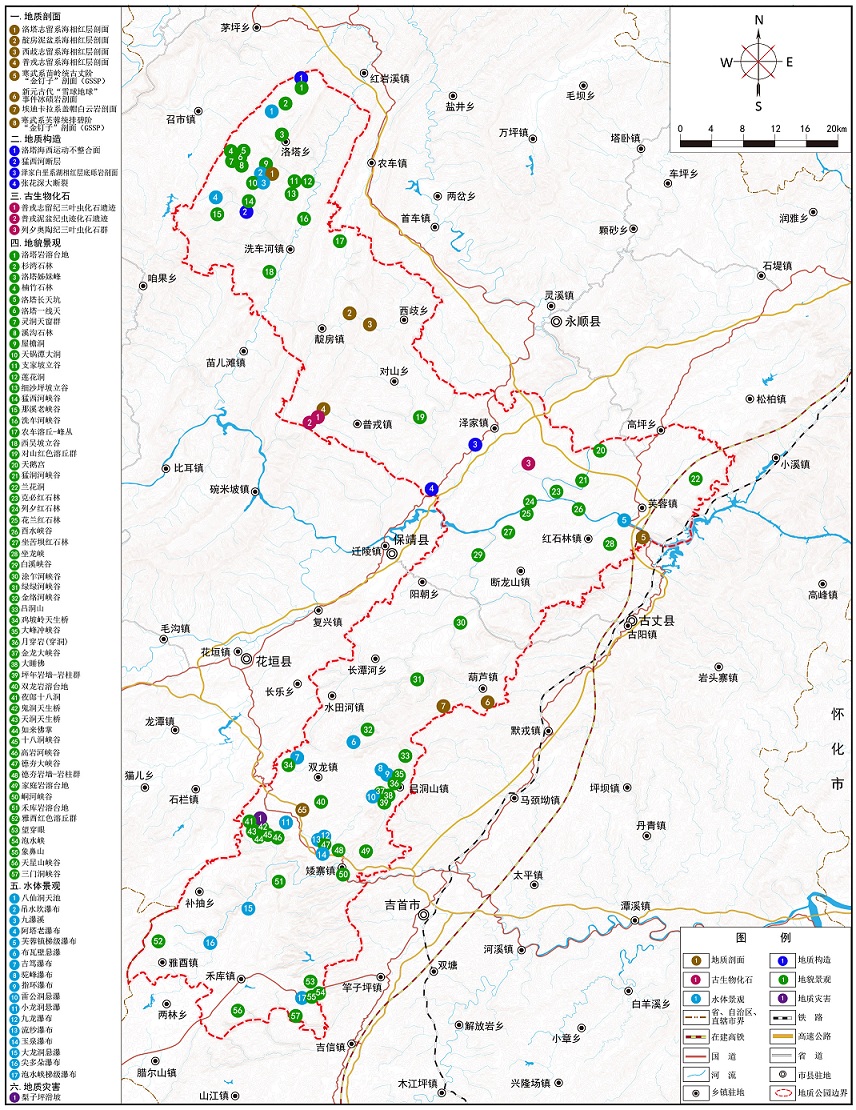 一. 地质剖面
1 洛塔志留系海相红层剖面
2 靛房泥盆系海相红层剖面
3 西歧志留系海相红层剖面
4 普戎志留系海相红层剖面
5 寒武系苗岭统古丈阶
“金钉子”剖面 (GSSP)
6 新元古代“雪球地球”
事件冰碛岩剖面
7 埃迪卡拉系盖帽白云岩剖面
8 寒武系芙蓉统排碧阶
“金钉子”剖面 (GSSP)
二. 地质构造
1 洛塔海西运动不整合面
2 猛西河断层
3 泽家白垩系湖相红层底砾岩剖面
4 张花深大断裂
三. 古生物化石
1 普戎志留纪三叶虫化石遗迹
2 普戎泥盆纪虫迹化石遗迹
3 列夕奥陶纪三叶虫化石群
四. 地貌景观
1 洛塔岩溶台地
2 杉湾石林
3 洛塔姊妹峰
4 楠竹石林
5 洛塔长天坑
6 洛塔一线天
7 灵洞天窗群
8 溪沟石林
9 屋檐洞
10 天锅潭大洞
11 支家坡立谷
12 莲花洞
13 细沙坪坡立谷
14 猛西河峡谷
15 那溪老峡谷
16 洗车河峡谷
17 农车溶丘-峰丛
18 西吴坡立谷
19 对山红色溶丘群
20 天鹅宫
21 猛洞河峡谷
22 兰花洞
23 克必红石林
24 列夕红石林
25 花兰红石林
26 酉水峡谷
27 坐苦坝红石林
28 坐龙峡
29 白溪峡谷
30 涂乍河峡谷
31 绿绿河峡谷
32 金络河峡谷
33 吕洞山
34 鸡坡岭天生桥
35 大峰冲峡谷
36 月穿岩(穿洞)
37 金龙大峡谷
38 大睡佛
39 坪年岩墙-岩柱群
40 双龙岩溶台地
41 夜郎十八洞
42 鬼洞天生桥
43 天洞天生桥
44 如来佛掌
45 十八洞峡谷
46 高岩河峡谷
47 德夯大峡谷
48 德夯岩墙-岩柱群
49 家庭岩溶台地
50 峒河峡谷
51 禾库岩溶台地
52 雅酉红色溶丘群
53 望穿眼
54 泡水峡
55 象鼻山
56 天星山峡谷
57 三门洞峡谷
五. 水体景观
1 八仙洞天池
2 吊水坎瀑布
3 九瀑溪
4 阿塔老瀑布
5 芙蓉镇梯级瀑布
6 布瓦壁悬瀑
7 古笃瀑布
8 驼峰瀑布
9 指环瀑布
10 雷公洞悬瀑
11 小龙洞悬瀑
12 九龙瀑布
13 流纱瀑布
14 玉泉瀑布
15 大龙洞悬瀑
16 尖多朵瀑布
17 泡水峡梯级瀑布
六. 地质灾害
1 梨子坪滑坡
茅坪乡
红岩溪镇
盐井乡
毛坝乡
召市镇
万坪镇
塔卧镇
洛塔乡
农车镇
车坪乡
两岔乡
首车镇
颗砂乡
润雅乡
洗车河镇
咱果乡
石堤镇
灵溪镇
永顺县
西歧乡
靛房镇
苗儿滩镇
对山乡
松柏镇
普戎镇
泽家镇
高坪乡
比耳镇
小溪镇
碗米坡镇
芙蓉镇
保靖县
迁陵镇
红石林镇
断龙山镇
阳朝乡
高峰乡
复兴镇
古丈县
古阳镇
毛沟镇
花垣镇
花垣县
长潭河乡
岩头寨镇
长乐乡
水田河镇
葫芦镇
龙潭镇
默戎镇
怀化市
双龙镇
猫儿乡
石栏镇
吕洞山镇
坪坝镇
马颈坳镇
丹青镇
矮寨镇
太平镇
补抽乡
吉首市
潭溪镇
河溪镇
雅酉镇
禾库镇
双塘
竿子坪镇
白羊溪乡
两林乡
解放岩乡
小章乡
吉信镇
腊尔山镇
木江坪镇
兴隆场镇
山江镇
N
W E
S
0 4 8 12 16 20km
图 例
地质剖面 地质构造
古生物化石 地貌景观
水体景观 地质灾害
省、自治区、
直辖市界 铁 路
在建高铁 高速公路
国 道 省 道
河 流 市县驻地
乡镇驻地 地质公园边界